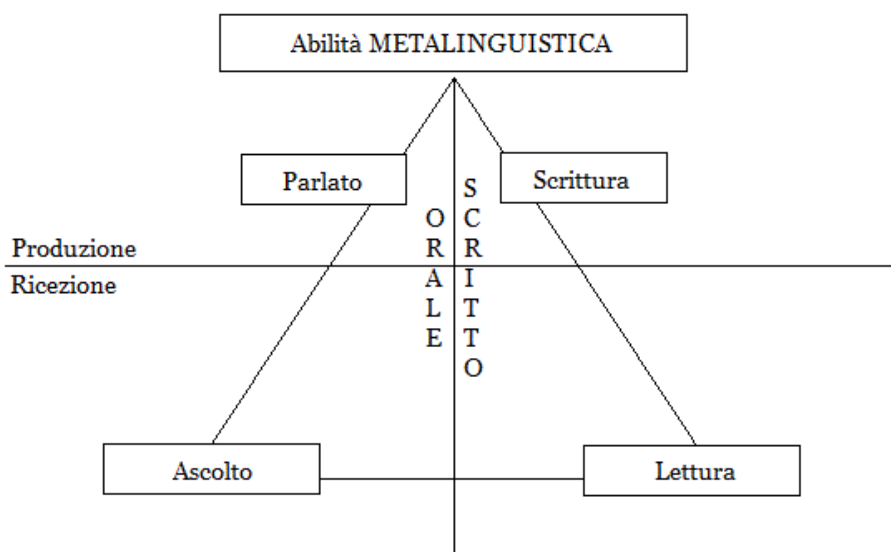 Abilità METALINGUISTICA
Parlato
Scrittura
ORALE
SCRITTO
Produzione
Ricezione
Ascolto
Lettura